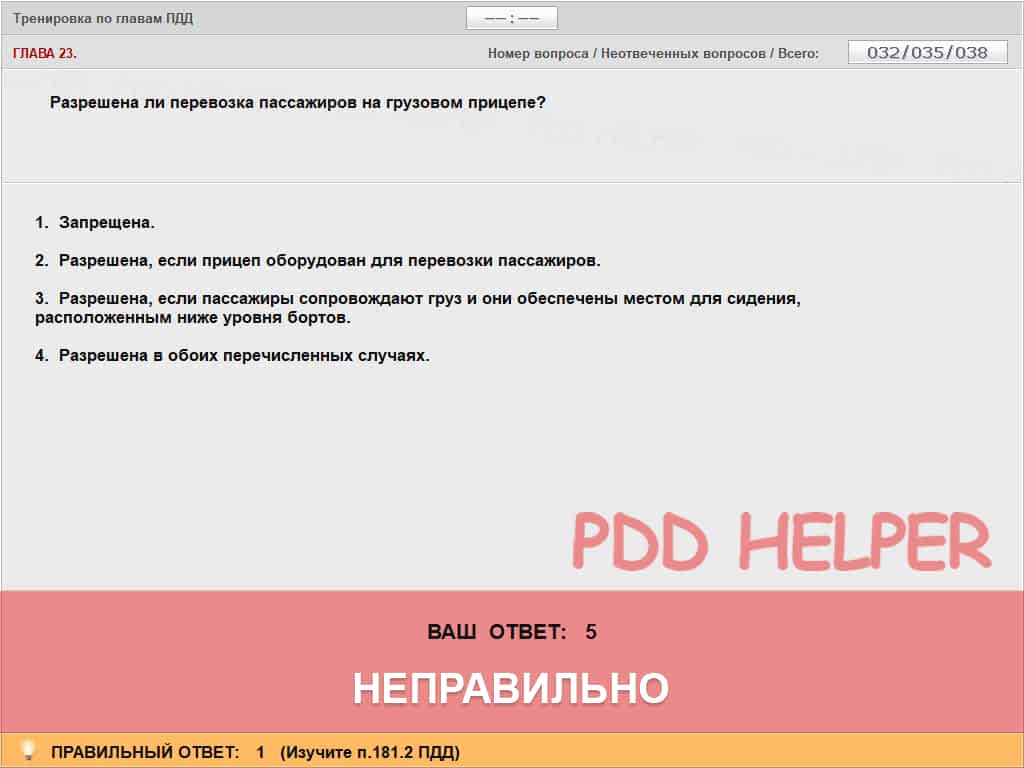 Тренировка по главам ПДД
−− : −−
ГЛАВА 23.
Номер вопроса / Неотвеченных вопросов / Всего:
032/035/038
Разрешена ли перевозка пассажиров на грузовом прицепе?
1. Запрещена.
2. Разрешена, если прицеп оборудован для перевозки пассажиров.
3. Разрешена, если пассажиры сопровождают груз и они обеспечены местом для сидения,
расположенным ниже уровня бортов.
4. Разрешена в обоих перечисленных случаях.
PDD HELPER
ВАШ ОТВЕТ: 5
НЕПРАВИЛЬНО
ПРАВИЛЬНЫЙ ОТВЕТ: 1 (Изучите п.181.2 ПДД)